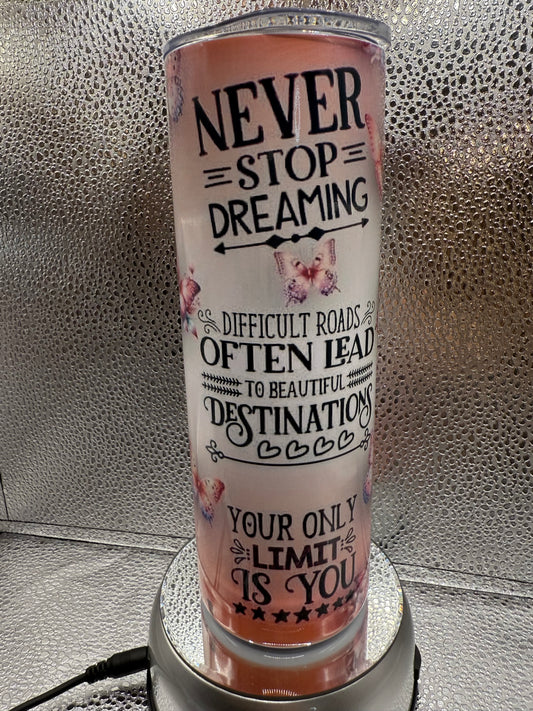 NEVER
STOP
DREAMING
DIFFICULT ROADS
OFTEN LEAD
TO BEAUTIFUL
DESTINATIONS
YOUR ONLY
LIMIT
IS YOU